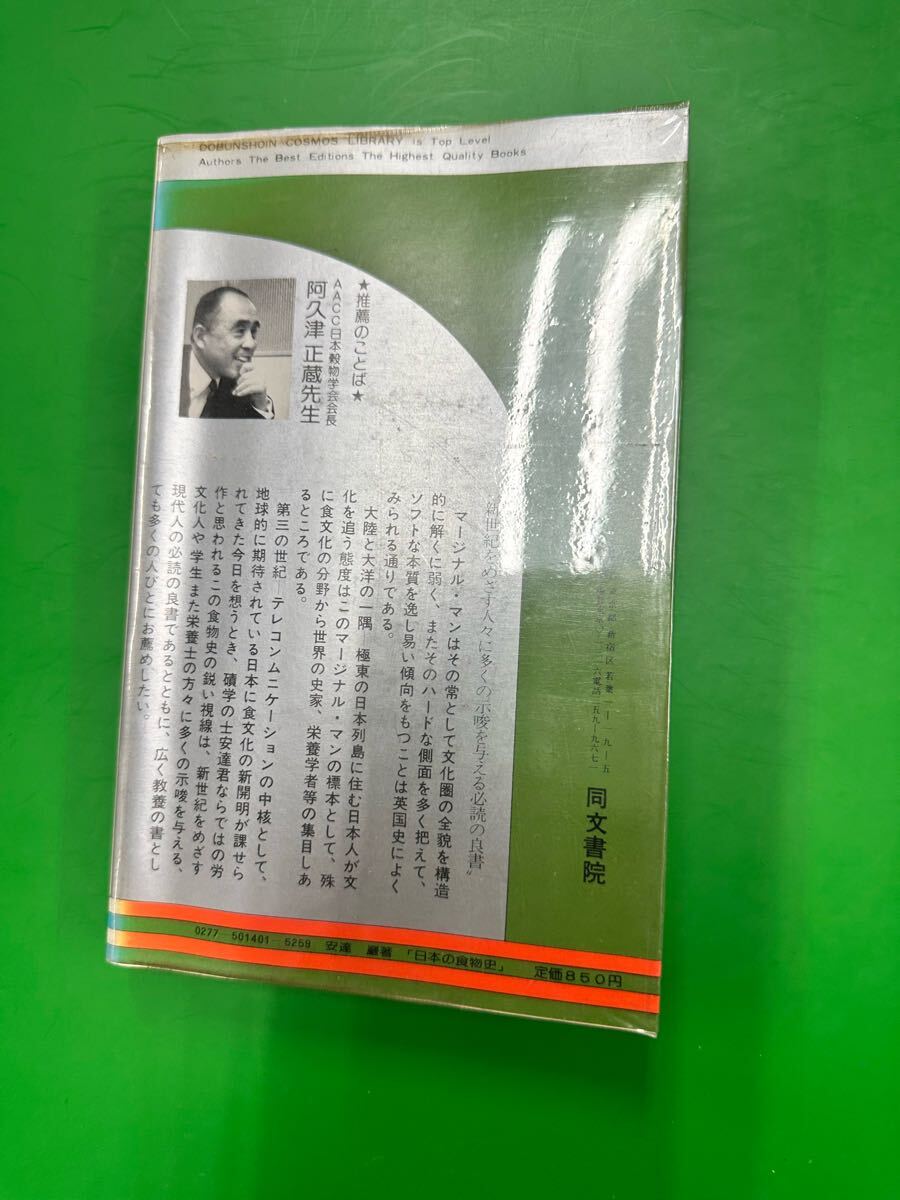 DOBUNSHOIN COSMOS LIBRARY is Top Level
Authors The Best Editions The Highest Quality Books
★推薦のことば★
AACC日本穀物学会会長
阿久津 正蔵先生
新世紀をめざす人々に多くの示唆を与える必読の良書〟
マージナル・マンはその常として文化圏の全貌を構造
的に解くに弱く、またそのハードな側面を多く把えて、
ソフトな本質を逸し易い傾向をもつことは英国史によく
みられる通りである。
大陸と大洋の一隅―極東の日本列島に住む日本人が文
化を追う態度はこのマージナル・マンの標本として、殊
に食文化の分野から世界の史家、栄養学者等の集目しあ
るところである。
第三の世紀―テレコンムニケーションの中核として、
地球的に期待されている日本に食文化の新開明が課せら
れてきた今日を想うとき、碩学の士安達君ならではの労
作と思われるこの食物史の鋭い視線は、新世紀をめざす
文化人や学生また栄養士の方々に多くの示唆を与える、
現代人の必読の良書であるとともに、広く教養の書とし
ても多くの人びとにお薦めしたい。
新宿区若葉一ー九ー五
電話 五九ー九六七一
同文書院
0277―501401―5259 安達 巖著 「日本の食物史」 定価850円